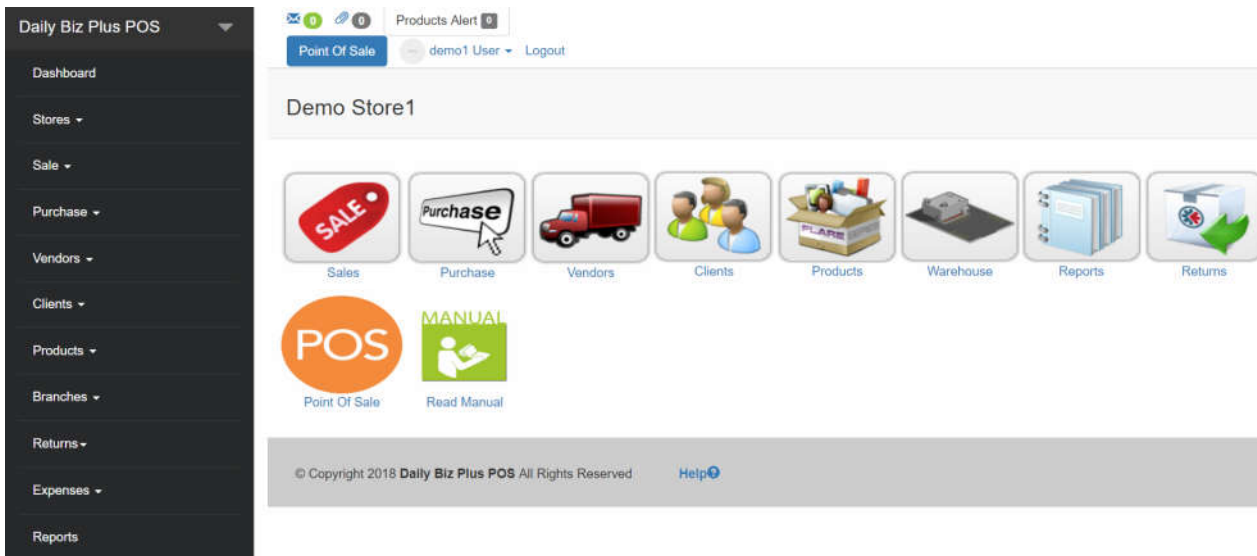 Daily Biz Plus POS
Dashboard
Stores
Sale
Purchase
Vendors
Clients
Products
Branches
Returns
Expenses
Reports
0 0 Products Alert 0
Point Of Sale demo1 User Logout
Demo Store1
SALE Purchase FLARE
Sales Purchase Vendors Clients Products Warehouse Reports Returns
POS MANUAL
Point Of Sale Read Manual
© Copyright 2018 Daily Biz Plus POS All Rights Reserved Help